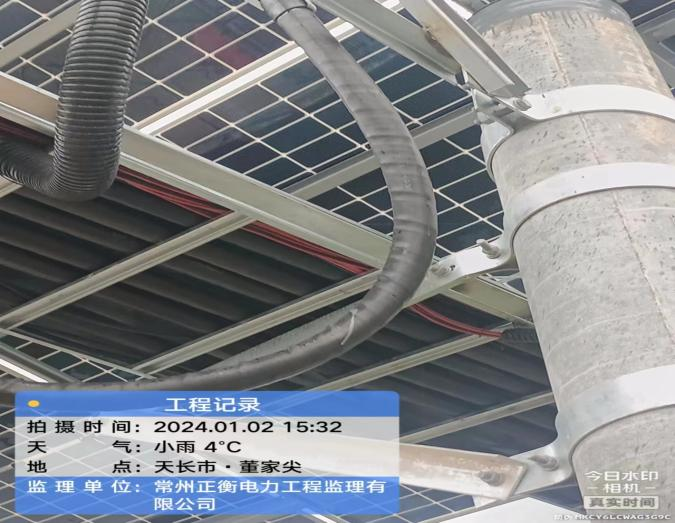 工程记录
拍 摄 时 间：2024.01.02 15:32
天 气：小雨 4°C
地 点：天长市·董家尖
监 理 单 位：常州正衡电力工程监理有
限公司
今日水印
相机
真实时间
MKCY6LCWAG3G9C